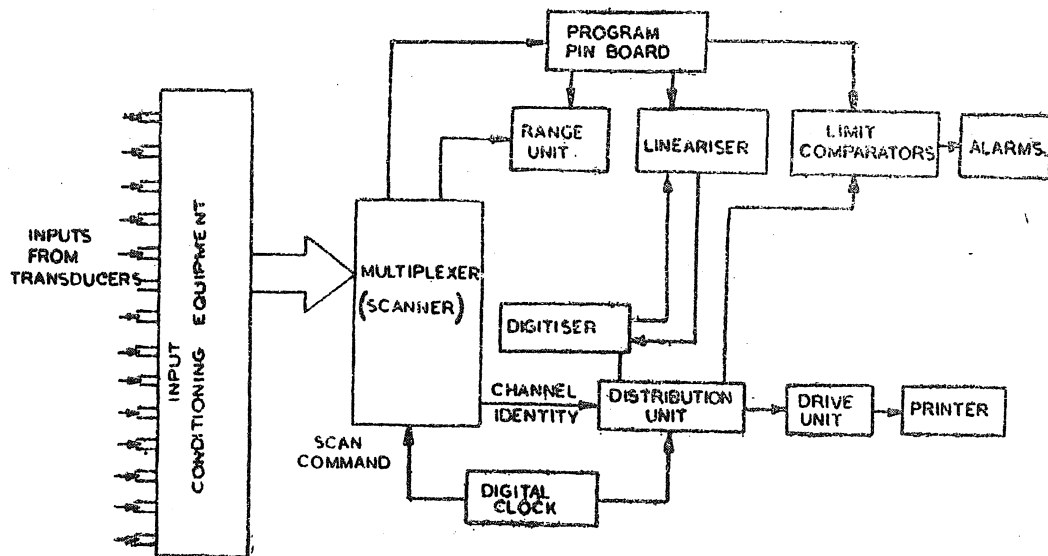 PROGRAM
PIN BOARD
RANGE
UNIT
LINEARISER
LIMIT
COMPARATORS
ALARMS
INPUTS
FROM
TRANSDUCERS
INPUT
CONDITIONING EQUIPMENT
MULTIPLEXER
(SCANNER)
DIGITISER
CHANNEL
IDENTITY
DISTRIBUTION
UNIT
DRIVE
UNIT
PRINTER
SCAN
COMMAND
DIGITAL
CLOCK